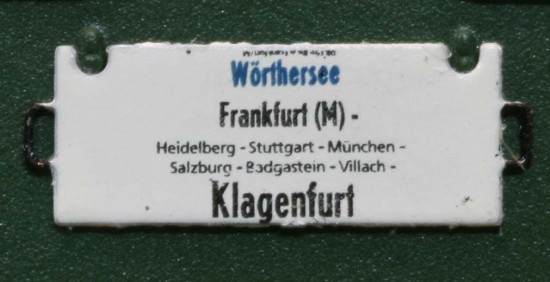 Wörthersee
Frankfurt (M) -
Heidelberg - Stuttgart - München -
Salzburg - Badgastein - Villach -
Klagenfurt